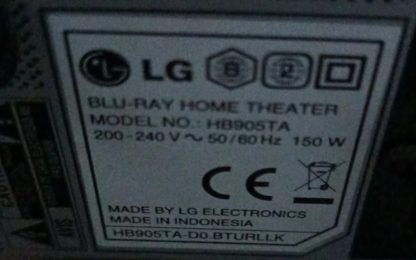 LG B 2
BLU-RAY HOME THEATER
MODEL NO.: HB905TA
200-240 V ~ 50/60 Hz 150 W
CE
MADE BY LG ELECTRONICS
MADE IN INDONESIA
HB905TA-D0.BTURLLK